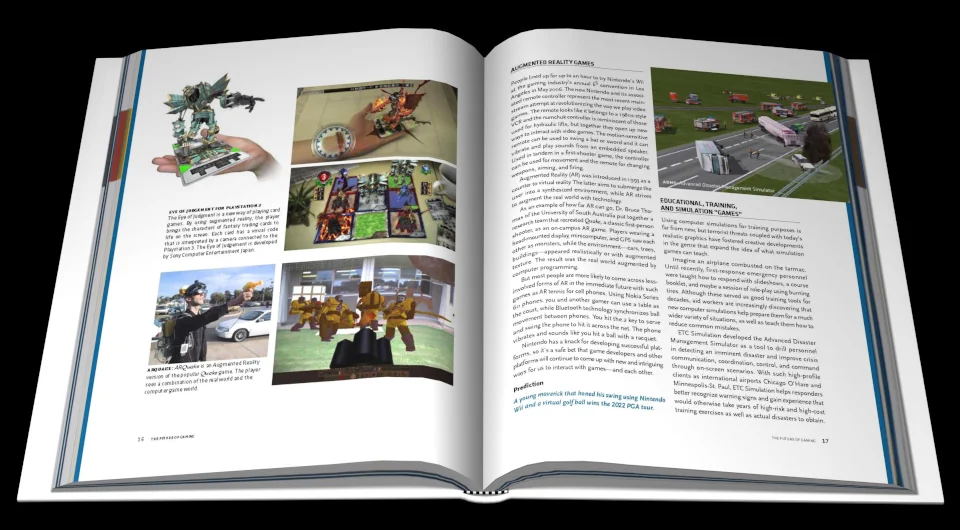 EYE OF JUDGEMENT FOR PLAYSTATION 3
The Eye of Judgment is a new way of playing card
games. By using augmented reality, the player
brings the characters of fantasy trading cards to
life on the screen. Each card has a visual code
that is interpreted by a camera connected to the
Playstation 3. The Eye of Judgement is developed
by Sony Computer Entertainment Japan.
ARQUAKE: ARQuake is an Augmented Reality
version of the popular Quake game. The player
sees a combination of the real world and the
computer game world.
16 THE FUTURE OF GAMING
AUGMENTED REALITY GAMES
People lined up for up to an hour to try Nintendo's Wii
at the gaming industry's annual E3 convention in Los
Angeles in May 2006. The new Nintendo and its associ-
ated remote controller represent the most recent main-
stream attempt at revolutionizing the way we play video
games. The remote looks like it belongs to a 1980s-style
VCR and the numchuk controller is reminiscent of those
used for hydraulic lifts, but together they open up new
ways to interact with video games. The motion-sensitive
remote can be used to swing a bat or sword and it can
vibrate and play sounds from an embedded speaker.
Used in tandem in a first-shooter game, the controller
can be used for movement and the remote for changing
weapons, aiming, and firing.
Augmented Reality (AR) was introduced in 1993 as a
counter to virtual reality. The latter aims to submerge the
user into a synthesized environment, while AR strives
to augment the real world with technology.
As an example of how far AR can go, Dr. Bruce Tho-
mas of the University of South Australia put together a
research team that recreated Quake, a classic first-person
shooter, as an on-campus AR game. Players wearing a
head-mounted display, minicomputer, and GPS saw each
other as monsters, while the environment—cars, trees,
buildings—appeared realistically or with augmented
texture. The result was the real world augmented by
computer programming.
But most people are more likely to come across less-
involved forms of AR in the immediate future with such
games as AR tennis for cell phones. Using Nokia Series
60 phones, you and another gamer can use a table as
the court, while Bluetooth technology synchronizes ball
movement between phones. You hit the 2 key to serve
and swing the phone to hit it across the net. The phone
vibrates and sounds like you hit a ball with a racquet.
Nintendo has a knack for developing successful plat-
forms, so it's a safe bet that game developers and other
platforms will continue to come up with new and intriguing
ways for us to interact with games—and each other.
Prediction
A young maverick that honed his swing using Nintendo
Wii and a virtual golf ball wins the 2022 PGA tour.
Advanced Disaster Management Simulator
EDUCATIONAL, TRAINING,
AND SIMULATION "GAMES"
Using computer simulations for training purposes is
far from new, but terrorist threats coupled with today's
realistic graphics have fostered creative developments
in the genre that expand the idea of what simulation
games can teach.
Imagine an airplane combusted on the tarmac.
Until recently, first-response emergency personnel
were taught how to respond with slideshows, a course
booklet, and maybe a session of role-play using burning
tires. Although these served as good training tools for
decades, aid workers are increasingly discovering that
new computer simulations help prepare them for a much
wider variety of situations, as well as teach them how to
reduce common mistakes.
ETC Simulation developed the Advanced Disaster
Management Simulator as a tool to drill personnel
in detecting an imminent disaster and improve crisis
communication, coordination, control, and command
through on-screen scenarios. With such high-profile
clients as international airports Chicago O'Hare and
Minneapolis-St. Paul, ETC Simulation helps responders
better recognize warning signs and gain experience that
would otherwise take years of high-risk and high-cost
training exercises as well as actual disasters to obtain.
THE FUTURE OF GAMING 17